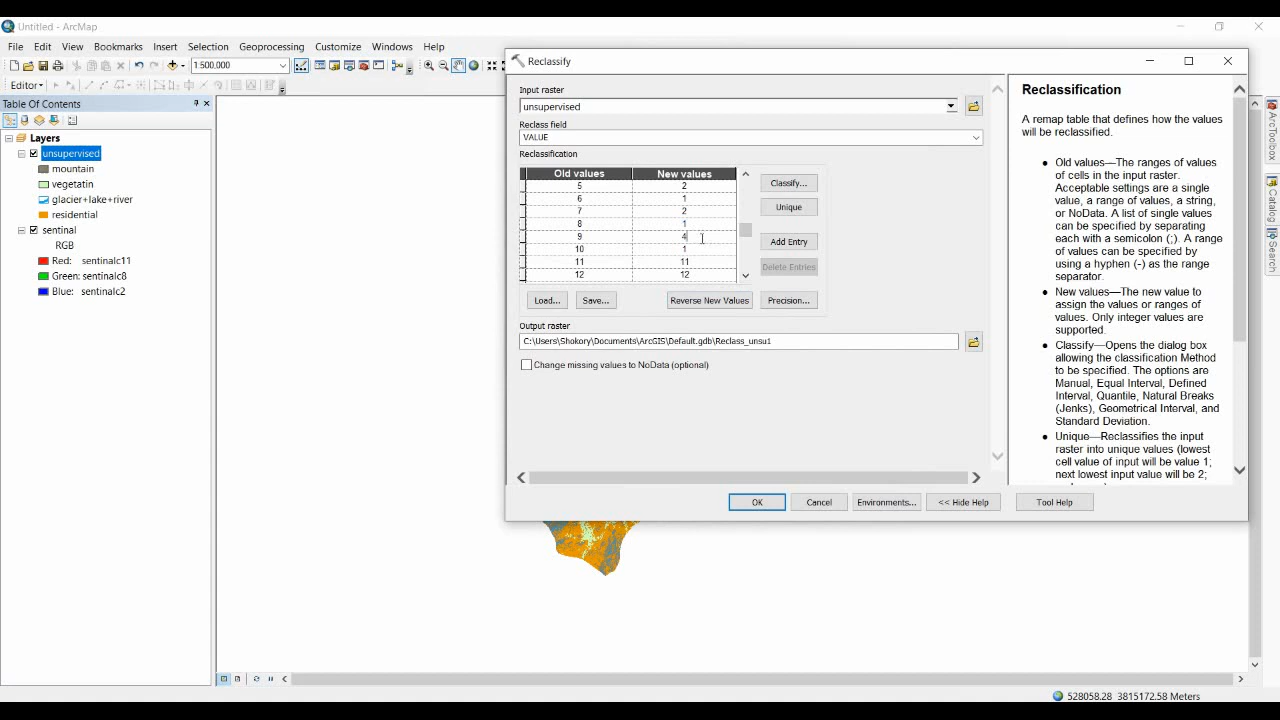 Untitled - ArcMap
File Edit View Bookmarks Insert Selection Geoprocessing Customize Windows Help
1:500,000
Editor
Table Of Contents
Layers
unsupervised
mountain
vegetatin
glacier+lake+river
residential
sentinal
RGB
Red: sentinalc11
Green: sentinalc8
Blue: sentinalc2
Reclassify
Input raster
unsupervised
Reclass field
VALUE
Reclassification
Old values New values
5 2
6 1
7 2
8 1
9 4
10 1
11 11
12 12
Classify...
Unique
Add Entry
Delete Entries
Load... Save... Reverse New Values Precision...
Output raster
C:\Users\Shokory\Documents\ArcGIS\Default.gdb\Reclass_unsu1
Change missing values to NoData (optional)
OK Cancel Environments... << Hide Help Tool Help
Reclassification
A remap table that defines how the values
will be reclassified.
• Old values—The ranges of values
of cells in the input raster.
Acceptable settings are a single
value, a range of values, a string,
or NoData. A list of single values
can be specified by separating
each with a semicolon (;). A range
of values can be specified by
using a hyphen (-) as the range
separator.
• New values—The new value to
assign the values or ranges of
values. Only integer values are
supported.
• Classify—Opens the dialog box
allowing the classification Method
to be specified. The options are
Manual, Equal Interval, Defined
Interval, Quantile, Natural Breaks
(Jenks), Geometrical Interval, and
Standard Deviation.
• Unique—Reclassifies the input
raster into unique values (lowest
cell value of input will be value 1;
next lowest input value will be 2;
ArcToolbox
Catalog
Search
528058.28 3815172.58 Meters